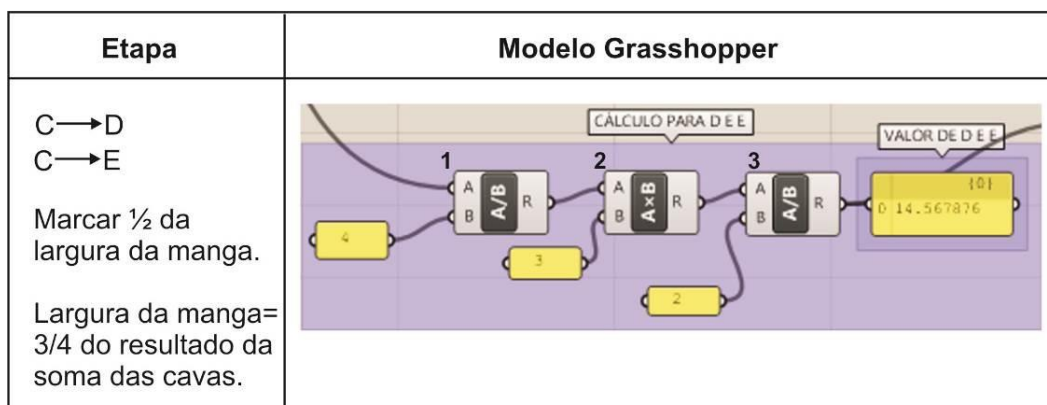 Etapa
Modelo Grasshopper
C→D
C→E
Marcar ½ da
largura da manga.
Largura da manga=
3/4 do resultado da
soma das cavas.
CÁLCULO PARA D E E
VALOR DE D E E
1
2
3
A
B
A/B
R
A
B
A×B
R
A
B
A/B
R
{0}
0 14.567876
4
3
2